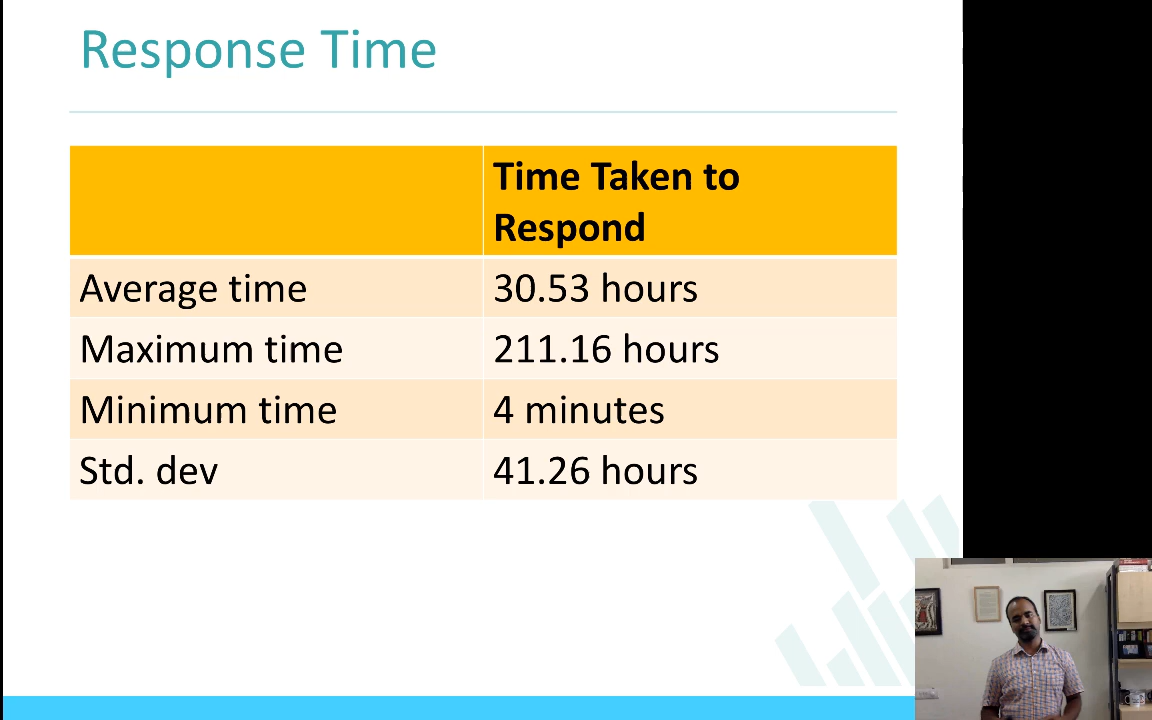 Response Time
Time Taken to
Respond
Average time
30.53 hours
Maximum time
211.16 hours
Minimum time
4 minutes
Std. dev
41.26 hours